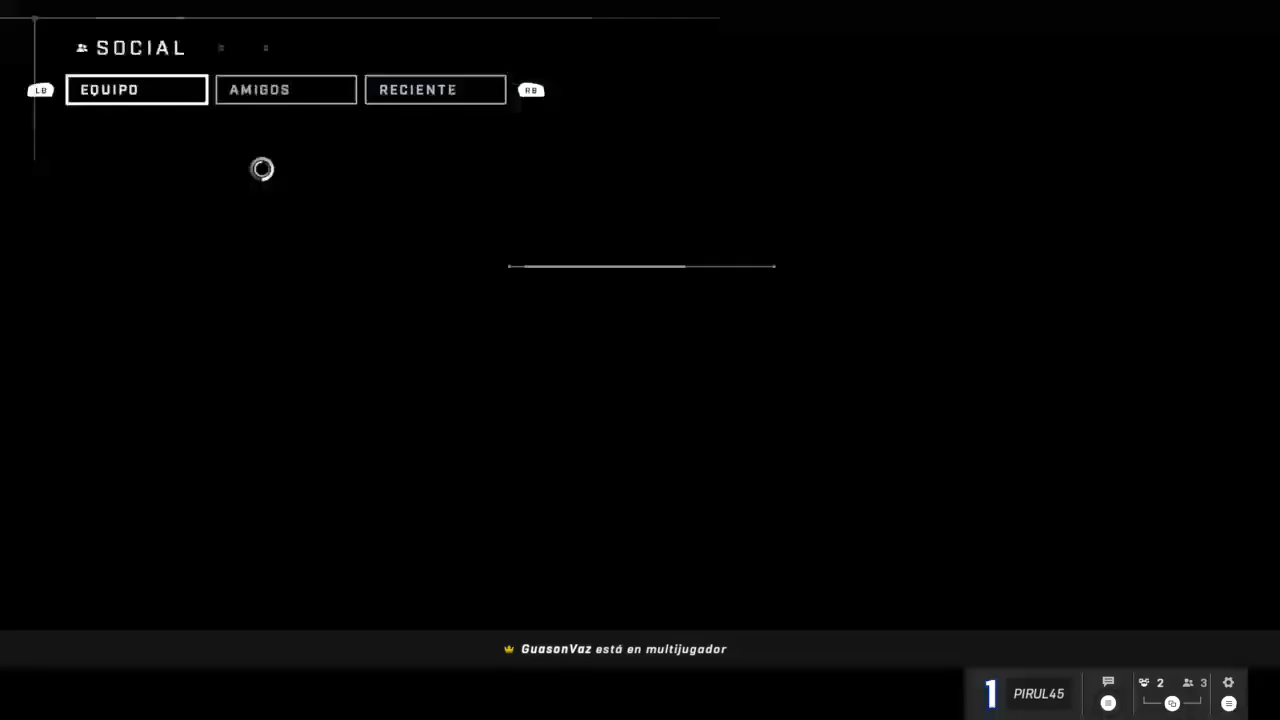 SOCIAL
LB EQUIPO AMIGOS RECIENTE RB
GuasonVaz está en multijugador
1 PIRUL45 2 3